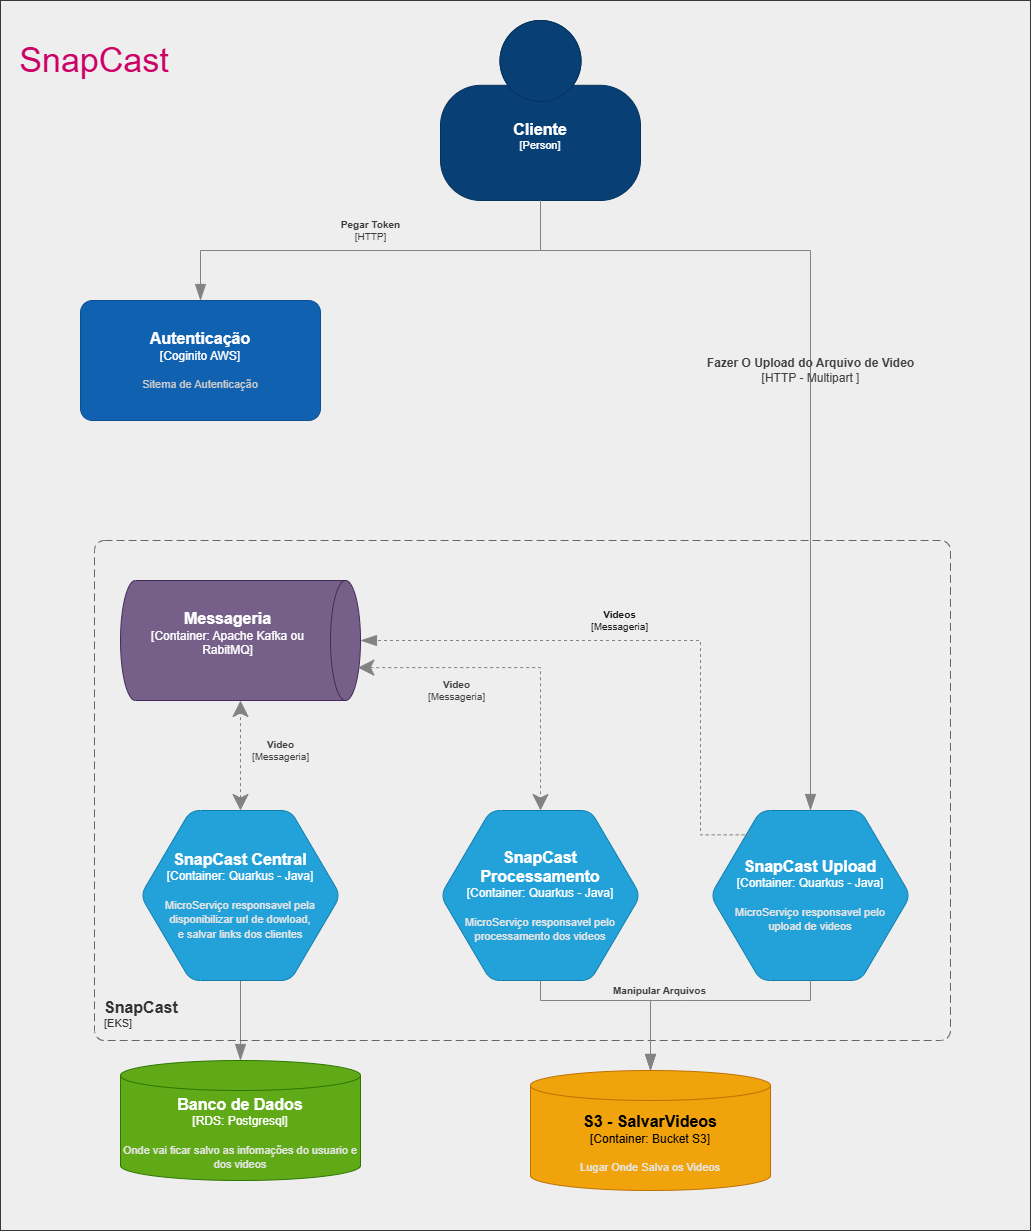 SnapCast
Cliente
[Person]
Pegar Token
[HTTP]
Autenticação
[Coginito AWS]
Sitema de Autenticação
Fazer O Upload do Arquivo de Video
[HTTP - Multipart ]
Messageria
[Container: Apache Kafka ou
RabitMQ]
Videos
[Messageria]
Video
[Messageria]
Video
[Messageria]
SnapCast Central
[Container: Quarkus - Java]
MicroServiço responsavel pela
disponibilizar url de dowload,
e salvar links dos clientes
SnapCast
Processamento
[Container: Quarkus - Java]
MicroServiço responsavel pelo
processamento dos videos
SnapCast Upload
[Container: Quarkus - Java]
MicroServiço responsavel pelo
upload de videos
Manipular Arquivos
SnapCast
[EKS]
Banco de Dados
[RDS: Postgresql]
Onde vai ficar salvo as infomações do usuario e
dos videos
S3 - SalvarVideos
[Container: Bucket S3]
Lugar Onde Salva os Videos